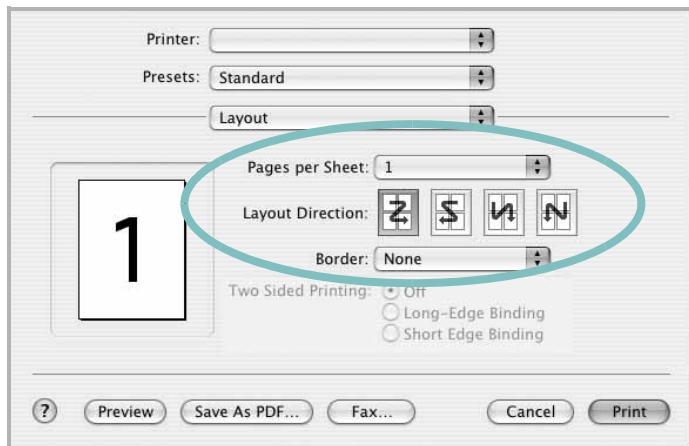 Printer:
Presets: Standard
Layout
Pages per Sheet: 1
Layout Direction:
Border: None
1
Two Sided Printing: Off
Long-Edge Binding
Short Edge Binding
? Preview Save As PDF... Fax... Cancel Print